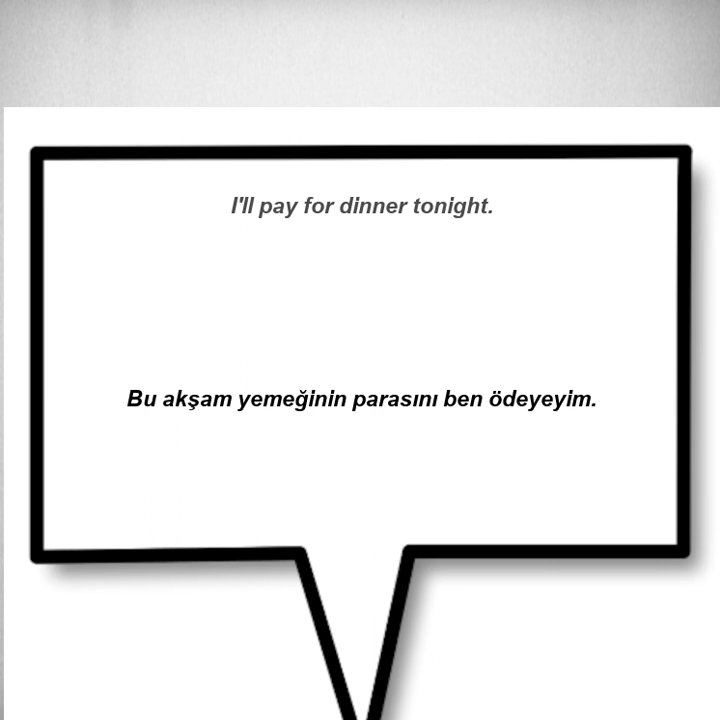 I'll pay for dinner tonight.
Bu akşam yemeğinin parasını ben ödeyeyim.